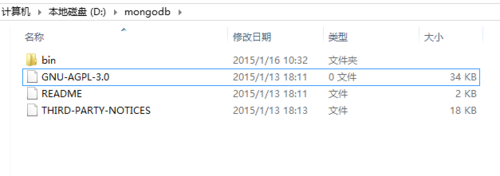 计算机 ▸ 本地磁盘 (D:) ▸ mongodb ▸
名称 修改日期 类型 大小
bin 2015/1/16 10:32 文件夹
GNU-AGPL-3.0 2015/1/13 18:11 0 文件 34 KB
README 2015/1/13 18:11 文件 2 KB
THIRD-PARTY-NOTICES 2015/1/13 18:11 文件 18 KB